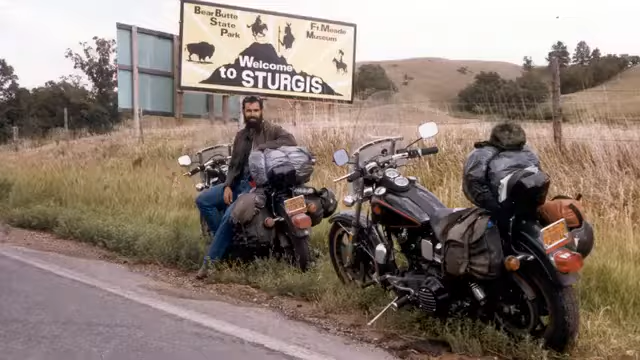 Bear Butte
State
Park
Ft Meade
Museum
Welcome
to STURGIS